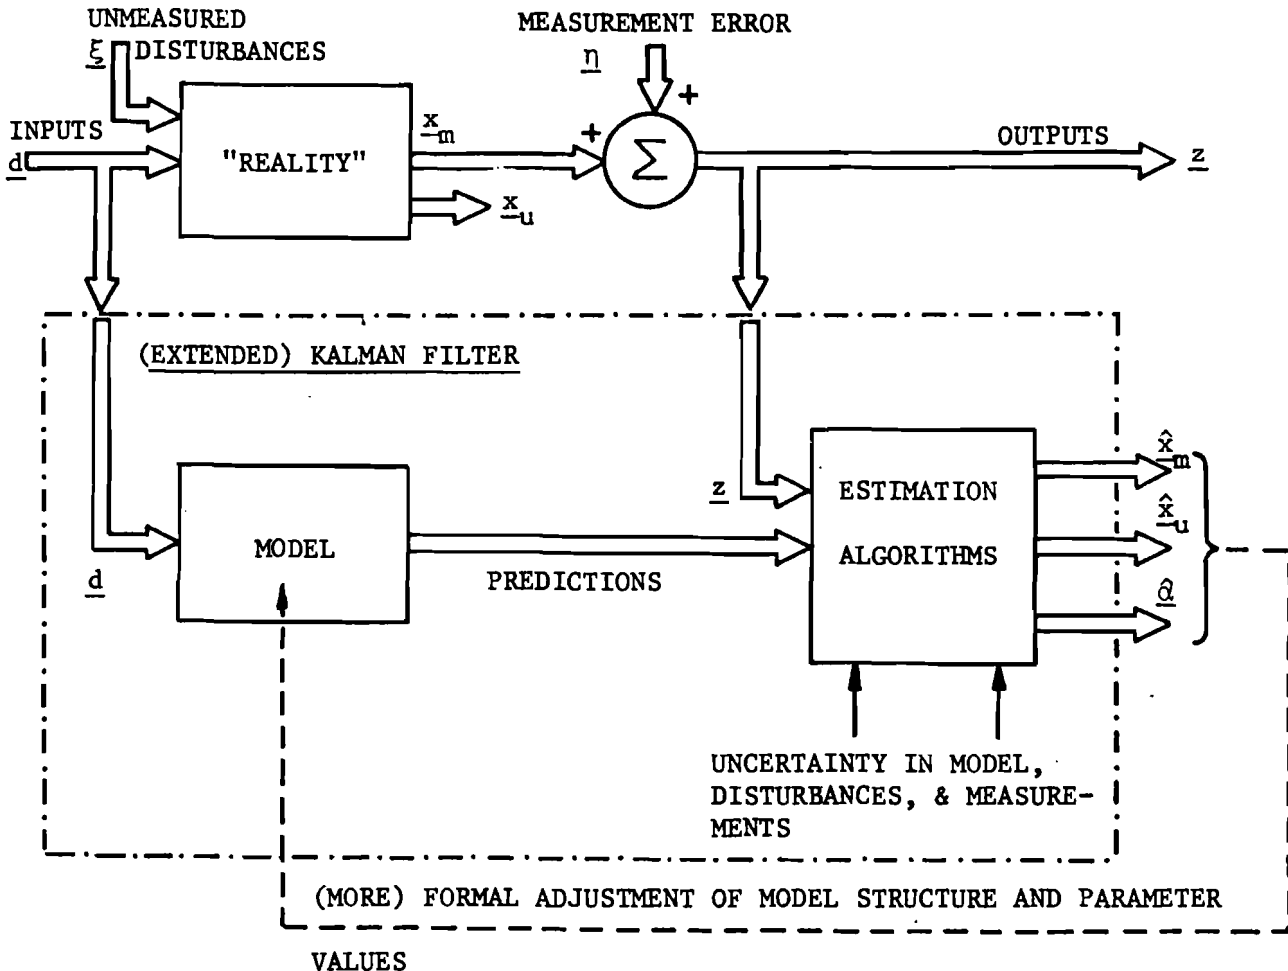 UNMEASURED
DISTURBANCES
ξ
MEASUREMENT ERROR
η
+
INPUTS
d
"REALITY"
x_m
x_u
+
Σ
OUTPUTS
z
(EXTENDED) KALMAN FILTER
MODEL
d
PREDICTIONS
z
ESTIMATION
ALGORITHMS
x̂_m
x̂_u
α̂
UNCERTAINTY IN MODEL,
DISTURBANCES, & MEASURE-
MENTS
(MORE) FORMAL ADJUSTMENT OF MODEL STRUCTURE AND PARAMETER
VALUES